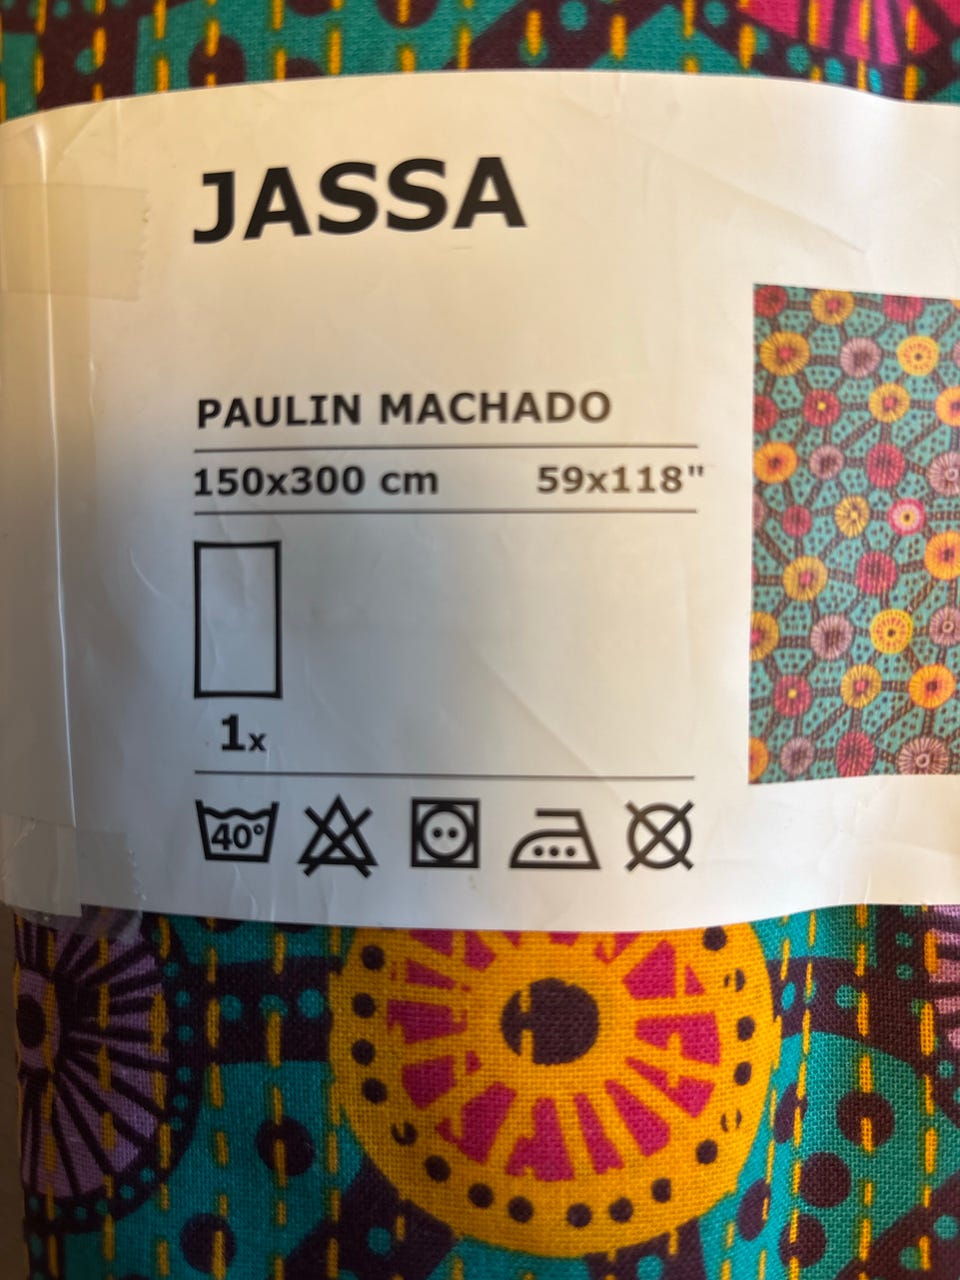 JASSA
PAULIN MACHADO
150x300 cm 59x118"
1x
40°